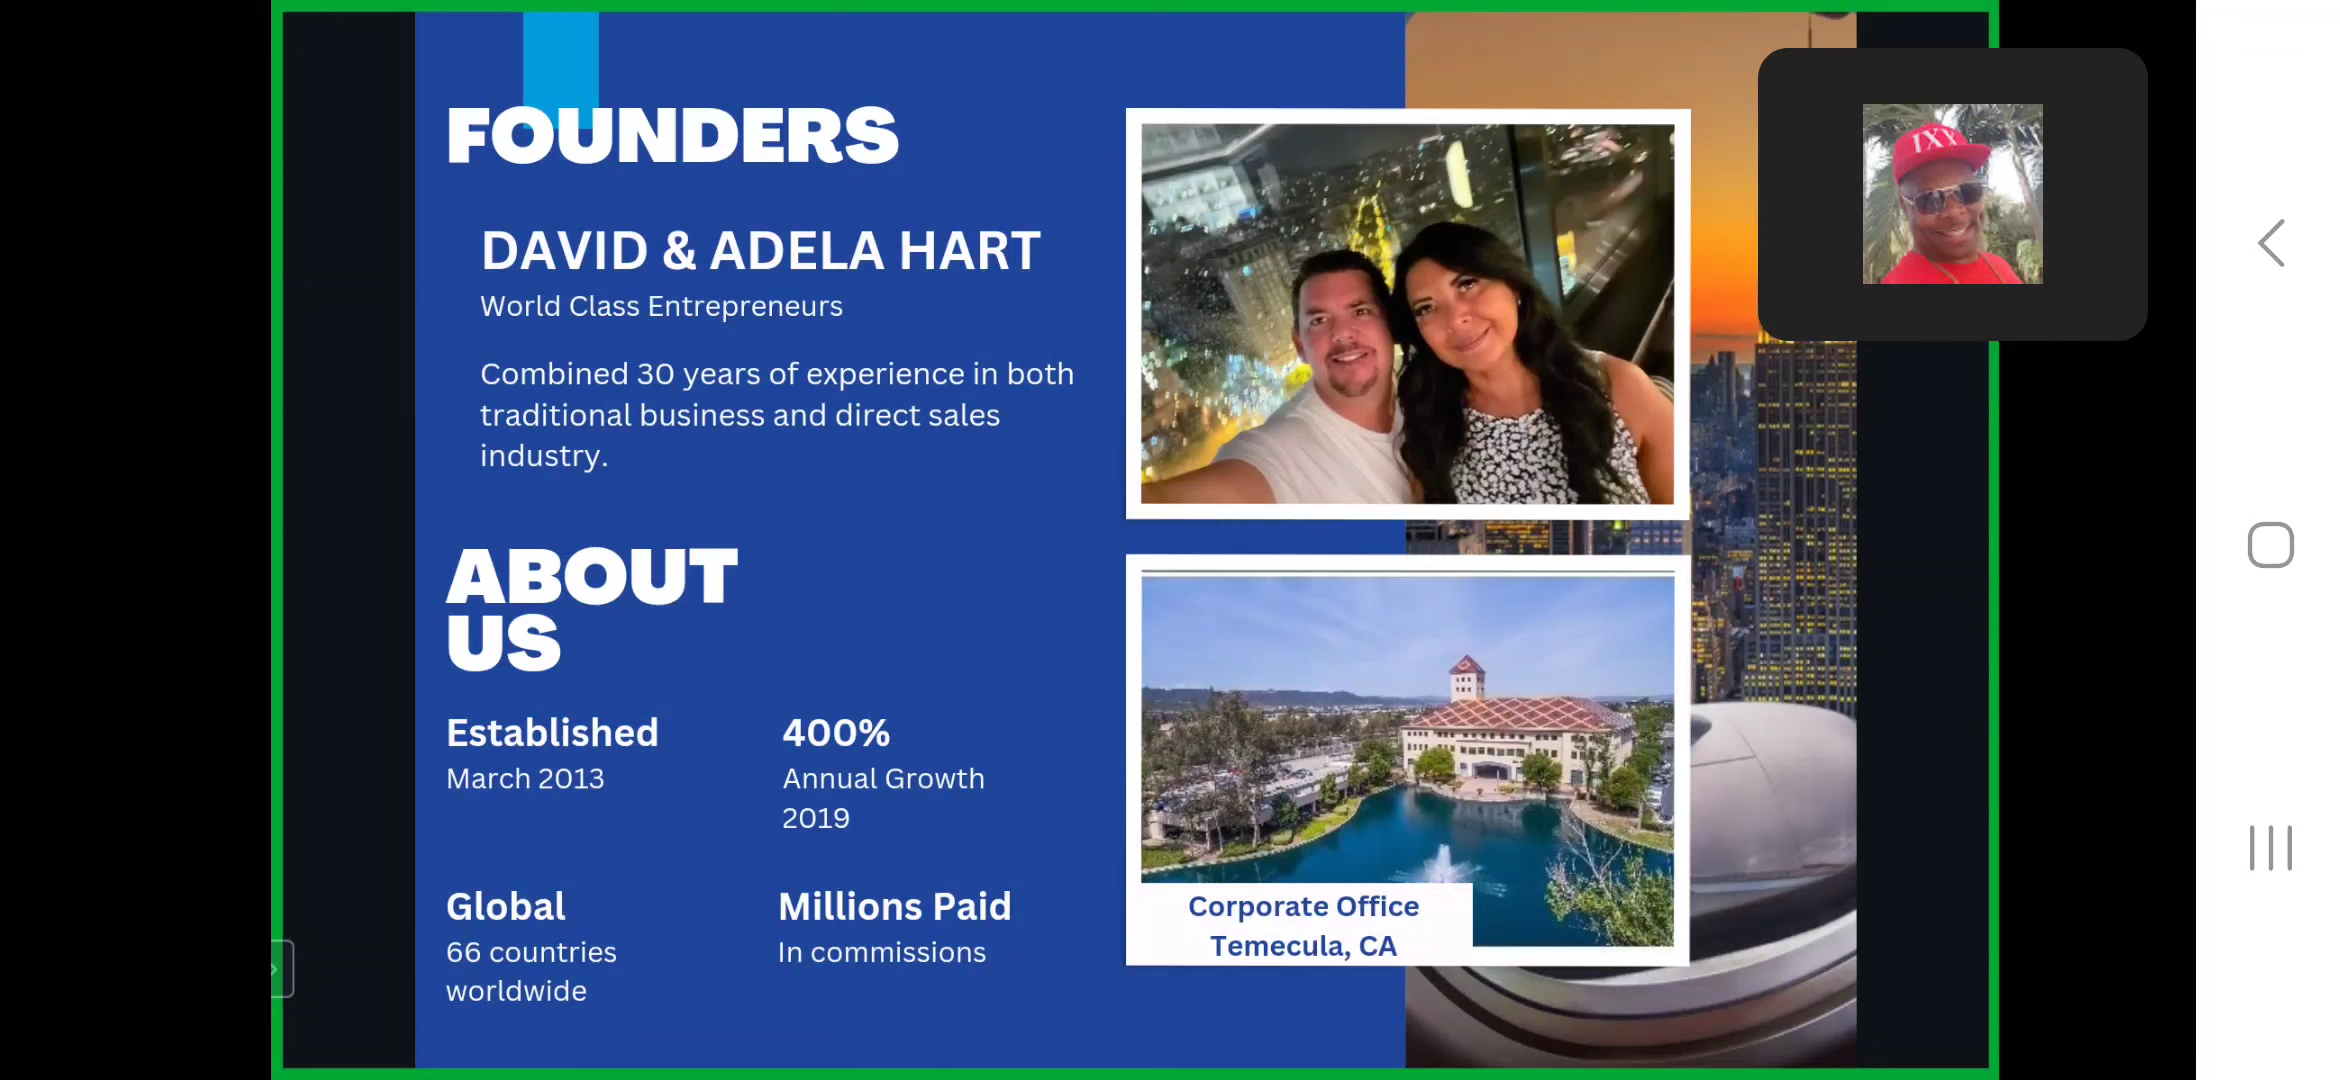 FOUNDERS
DAVID & ADELA HART
World Class Entrepreneurs
Combined 30 years of experience in both
traditional business and direct sales
industry.
ABOUT
US
Established
March 2013
400%
Annual Growth
2019
Global
66 countries
worldwide
Millions Paid
In commissions
Corporate Office
Temecula, CA